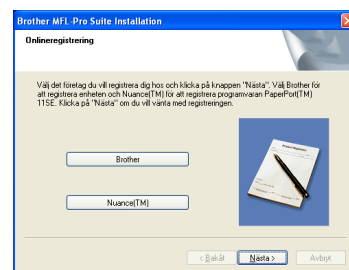 Brother MFL-Pro Suite Installation
Onlineregistrering
Välj det företag du vill registrera dig hos och klicka på knappen "Nästa". Välj Brother för
att registrera enheten och Nuance(TM) för att registrera programvaran PaperPort(TM)
11SE. Klicka på "Nästa" om du vill vänta med registreringen.
Brother
Nuance(TM)
< Bakåt
Nästa >
Avbryt